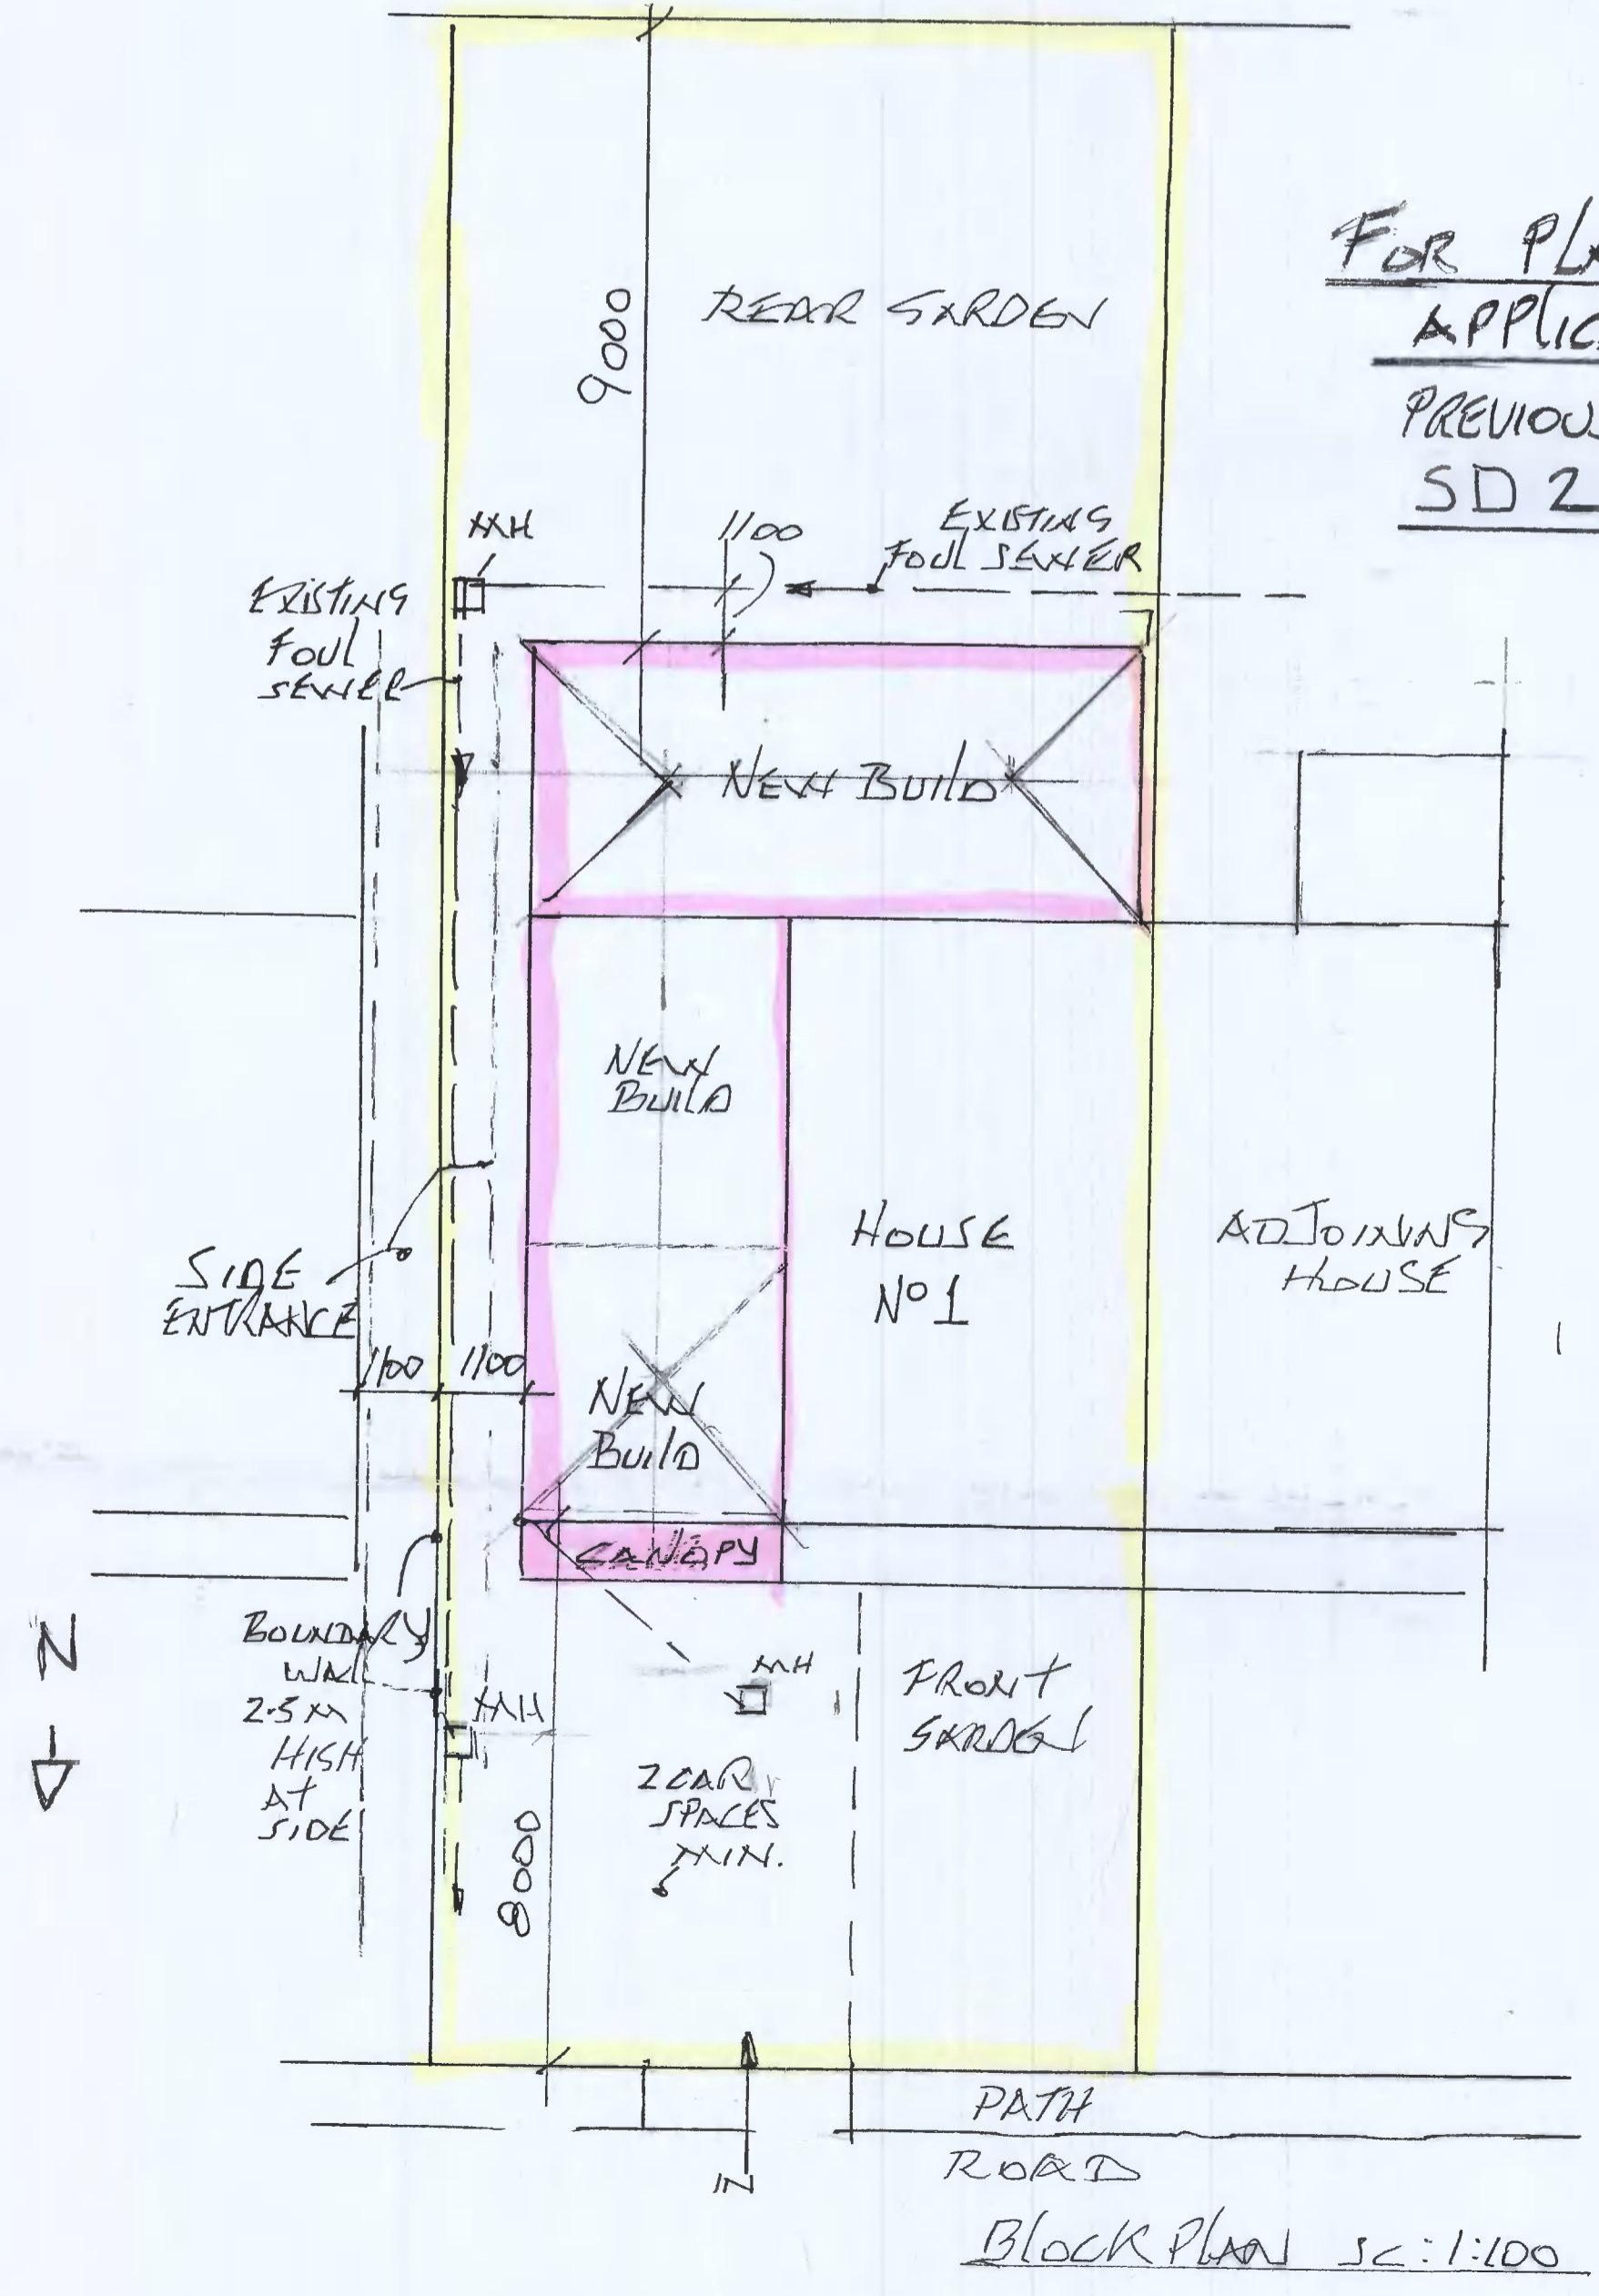 FOR PLA
APPLIC
PREVIOUS
SD 2
REAR GARDEN
9000
MH
1100
EXISTING
FOUL SEWER
EXISTING
FOUL
SEWER
NEW BUILD
NEW
BUILD
HOUSE
Nº1
ADJOINING
HOUSE
SIDE
ENTRANCE
1100
1100
NEW
BUILD
CANOPY
N
BOUNDARY
WALL
2.5M
HIGH
AT
SIDE
MH
MH
FRONT
GARDEN
2 CAR
SPACES
MIN.
8000
PATH
ROAD
IN
BLOCK PLAN SC:1:100